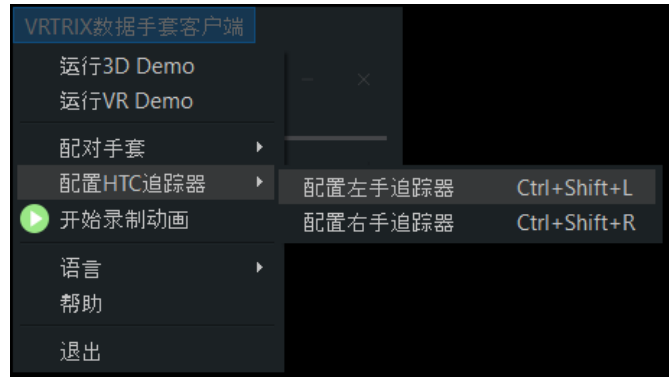 VRTRIX数据手套客户端
运行3D Demo
运行VR Demo
配对手套
配置HTC追踪器
配置左手追踪器 Ctrl+Shift+L
开始录制动画
配置右手追踪器 Ctrl+Shift+R
语言
帮助
退出